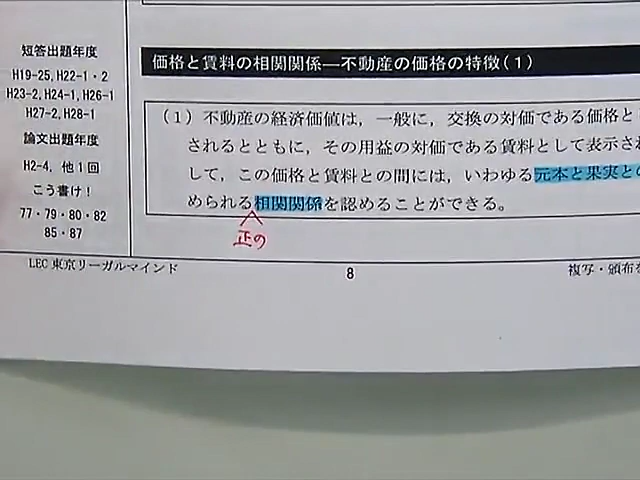 短答出題年度
H19-25, H22-1・2
H23-2, H24-1, H26-1
H27-2, H28-1
論文出題年度
H2-4, 他1回
こう書け！
77・79・80・82
85・87
価格と賃料の相関関係―不動産の価格の特徴(1)
(1) 不動産の経済価値は，一般に，交換の対価である価格と
されるとともに，その用益の対価である賃料として表示さ
して，この価格と賃料との間には，いわゆる元本と果実との
められる相関関係を認めることができる。
正の
LEC東京リーガルマインド
8
複写・頒布を